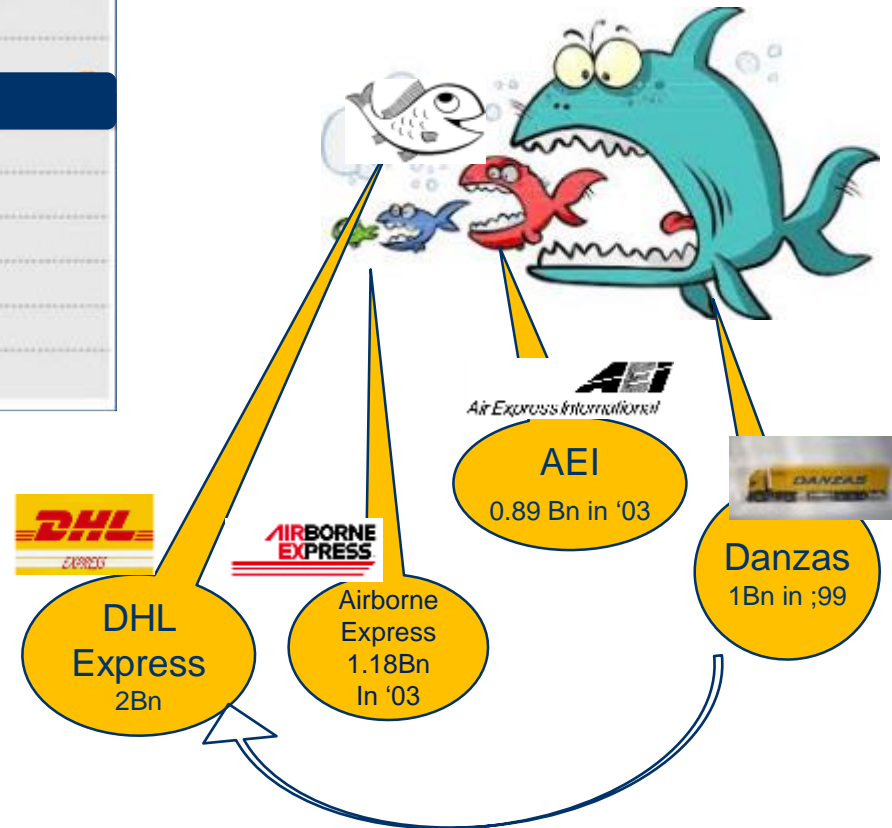 AEI
Air Express International
AEI
0.89 Bn in ‘03
DANZAS
Danzas
1Bn in ;99
DHL
EXPRESS
DHL
Express
2Bn
AIRBORNE
EXPRESS
Airborne
Express
1.18Bn
In ‘03